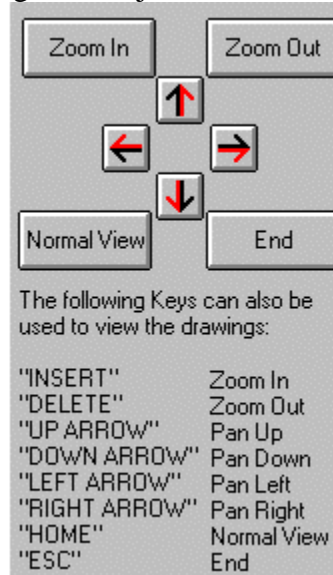 Zoom In Zoom Out
Normal View End
The following Keys can also be
used to view the drawings:
"INSERT" Zoom In
"DELETE" Zoom Out
"UP ARROW" Pan Up
"DOWN ARROW" Pan Down
"LEFT ARROW" Pan Left
"RIGHT ARROW" Pan Right
"HOME" Normal View
"ESC" End